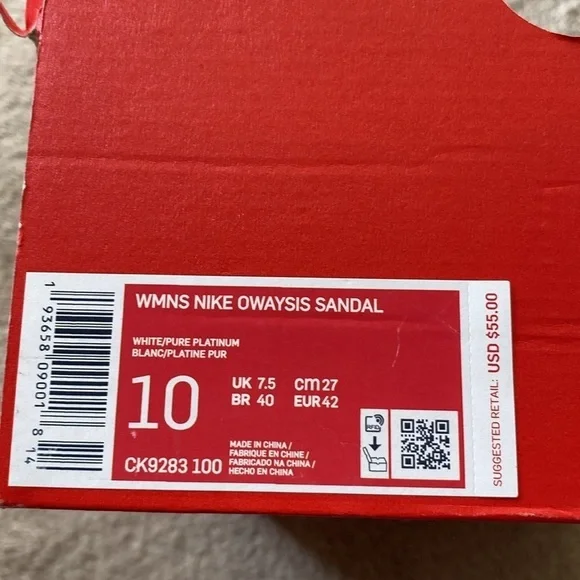 WMNS NIKE OWAYSIS SANDAL
WHITE/PURE PLATINUM
BLANC/PLATINE PUR
10
UK 7.5 cm 27
BR 40 EUR 42
MADE IN CHINA /
FABRIQUE EN CHINE /
FABRICADO NA CHINA /
HECHO EN CHINA
CK9283 100
RFID
1 93658 09001 8 14
SUGGESTED RETAIL: USD $55.00